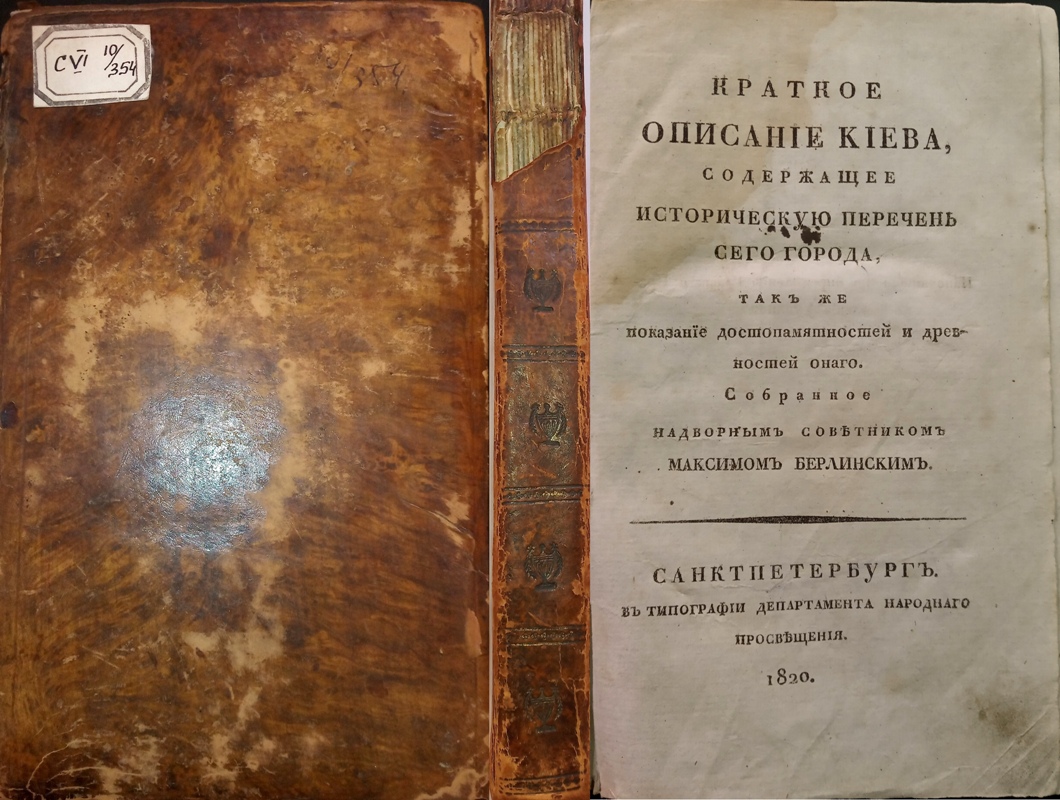 CVI 10/354
354
КРАТКОЕ
ОПИСАНІЕ КІЕВА,
СОДЕРЖАЩЕЕ
ИСТОРИЧЕСКУЮ ПЕРЕЧЕНЬ
СЕГО ГОРОДА,
ТАКЪ ЖЕ
показаніе достопамятностей и древ-
ностей онаго.
Собранное
НАДВОРНЫМЪ СОВѢТНИКОМЪ
МАКСИМОМЪ БЕРЛИНСКИМЪ.
САНКТПЕТЕРБУРГЪ.
ВЪ ТИПОГРАФІИ ДЕПАРТАМЕНТА НАРОДНАГО
ПРОСВѢЩЕНІЯ.
1820.